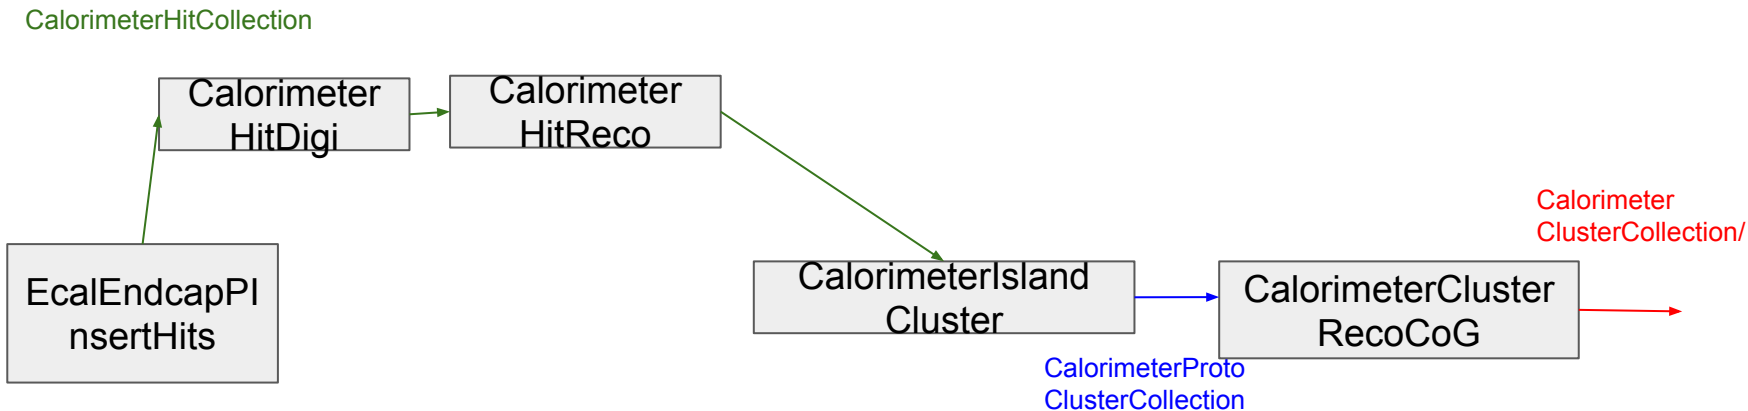 CalorimeterHitCollection
Calorimeter
HitDigi
Calorimeter
HitReco
EcalEndcapPI
nsertHits
CalorimeterIsland
Cluster
CalorimeterProto
ClusterCollection
CalorimeterCluster
RecoCoG
Calorimeter
ClusterCollection/